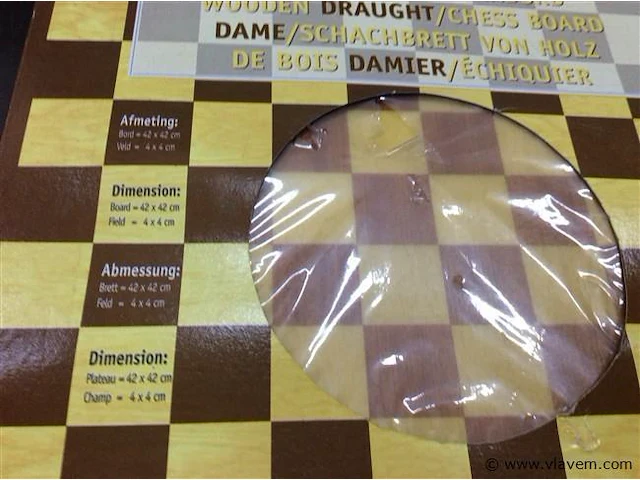 WOODEN DRAUGHT/CHESS BOARD
DAME/SCHACHBRETT VON HOLZ
DE BOIS DAMIER/ÉCHIQUIER
Afmeting:
Bord = 42 x 42 cm
Veld = 4 x 4 cm
Dimension:
Board = 42 x 42 cm
Field = 4 x 4 cm
Abmessung:
Brett = 42 x 42 cm
Feld = 4 x 4 cm
Dimension:
Plateau = 42 x 42 cm
Champ = 4 x 4 cm
© www.vlavem.com